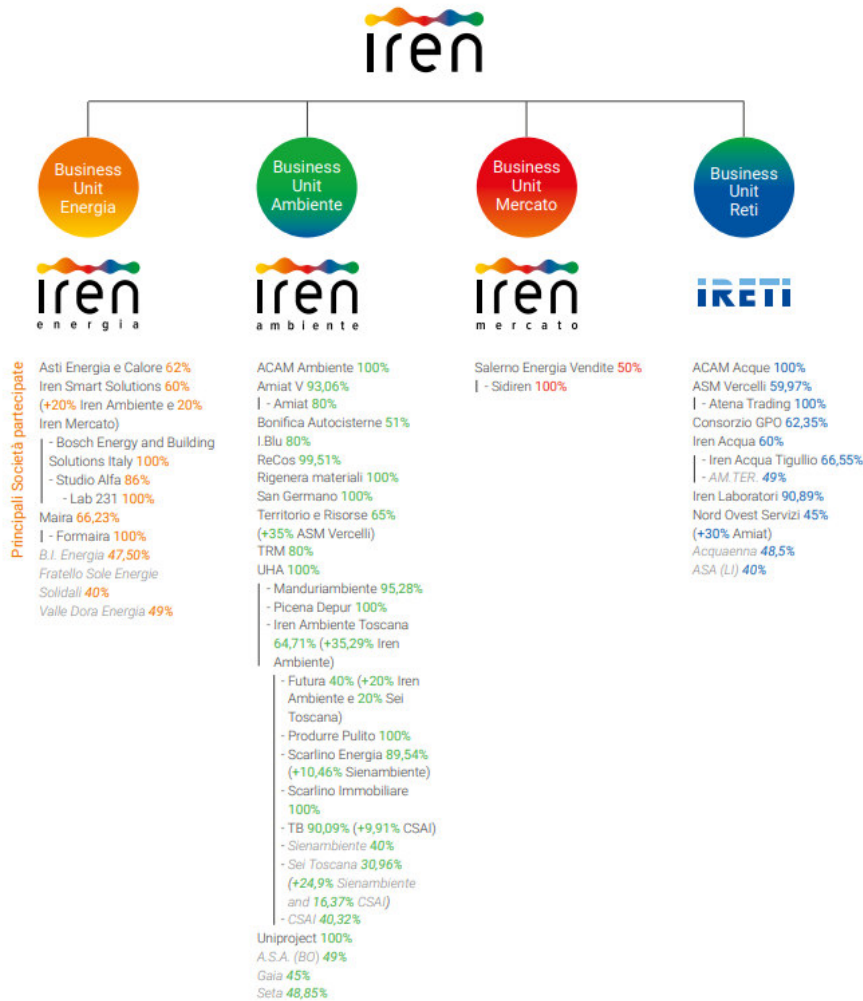 iren
Business
Unit
Energia
Business
Unit
Ambiente
Business
Unit
Mercato
Business
Unit
Reti
iren
energia
iren
ambiente
iren
mercato
iRETI
Principali Società partecipate
Asti Energia e Calore 62%
Iren Smart Solutions 60%
(+20% Iren Ambiente e 20%
Iren Mercato)
- Bosch Energy and Building
Solutions Italy 100%
- Studio Alfa 86%
- Lab 231 100%
Maira 66,23%
- Formaira 100%
B.I. Energia 47,50%
Fratello Sole Energie
Solidali 40%
Valle Dora Energia 49%
ACAM Ambiente 100%
Amiat V 93,06%
- Amiat 80%
Bonifica Autocisterne 51%
I.Blu 80%
ReCos 99,51%
Rigenera materiali 100%
San Germano 100%
Territorio e Risorse 65%
(+35% ASM Vercelli)
TRM 80%
UHA 100%
- Manduriambiente 95,28%
- Picena Depur 100%
- Iren Ambiente Toscana
64,71% (+35,29% Iren
Ambiente)
- Futura 40% (+20% Iren
Ambiente e 20% Sei
Toscana)
- Produrre Pulito 100%
- Scarlino Energia 89,54%
(+10,46% Sienambiente)
- Scarlino Immobiliare
100%
- TB 90,09% (+9,91% CSAI)
- Sienambiente 40%
- Sei Toscana 30,96%
(+24,9% Sienambiente
and 16,37% CSAI)
- CSAI 40,32%
Uniproject 100%
A.S.A. (BO) 49%
Gaia 45%
Seta 48,85%
Salerno Energia Vendite 50%
- Sidiren 100%
ACAM Acque 100%
ASM Vercelli 59,97%
- Atena Trading 100%
Consorzio GPO 62,35%
Iren Acqua 60%
- Iren Acqua Tigullio 66,55%
- AM.TER. 49%
Iren Laboratori 90,89%
Nord Ovest Servizi 45%
(+30% Amiat)
Acquaenna 48,5%
ASA (LI) 40%